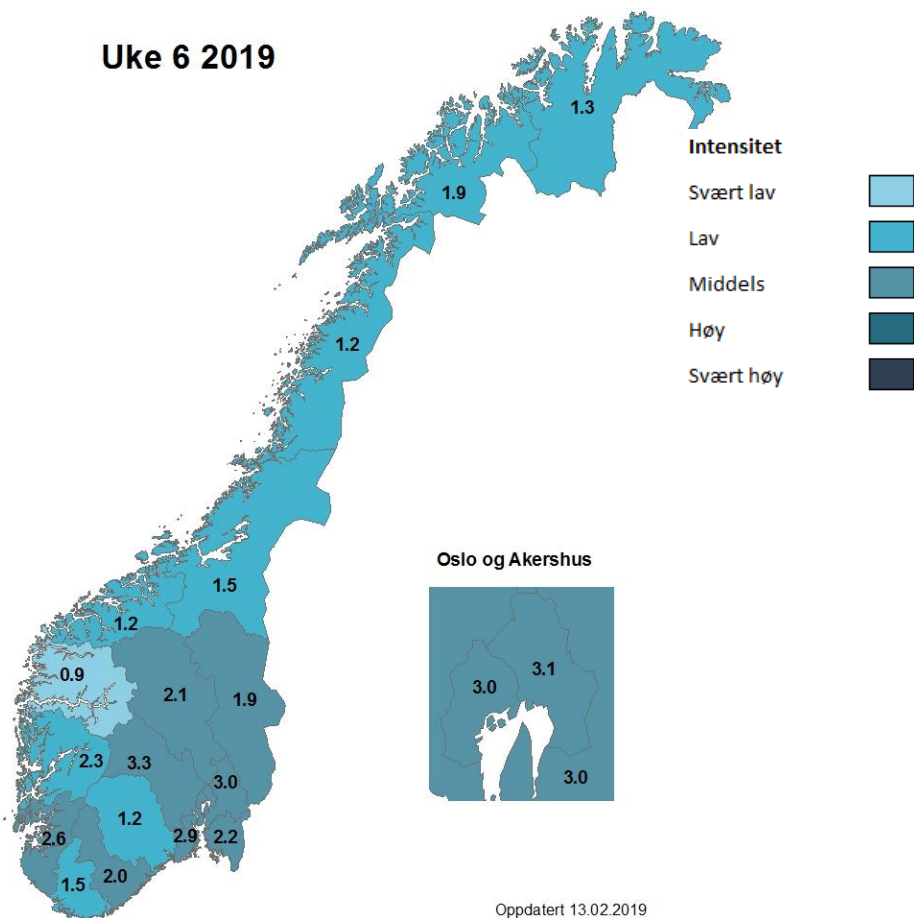 Uke 6 2019
1.3
Intensitet
Svært lav
1.9
Lav
Middels
Høy
1.2
Svært høy
Oslo og Akershus
1.5
1.2
0.9
3.1
3.0
2.1
1.9
2.3
3.3
3.0
3.0
1.2
2.6
2.9
2.2
2.0
1.5
Oppdatert 13.02.2019